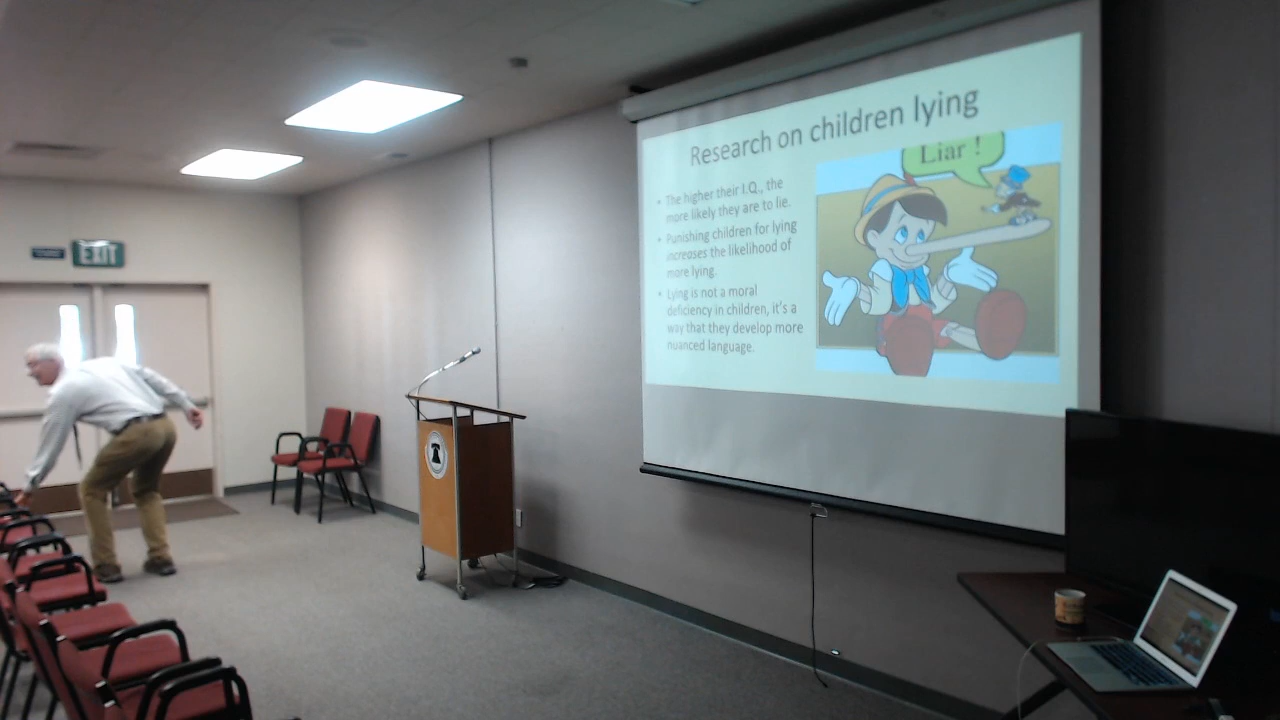 Research on children lying
Liar !
• The higher their I.Q., the
more likely they are to lie.
• Punishing children for lying
increases the likelihood of
more lying.
• Lying is not a moral
deficiency in children, it's a
way that they develop more
nuanced language.
EXIT